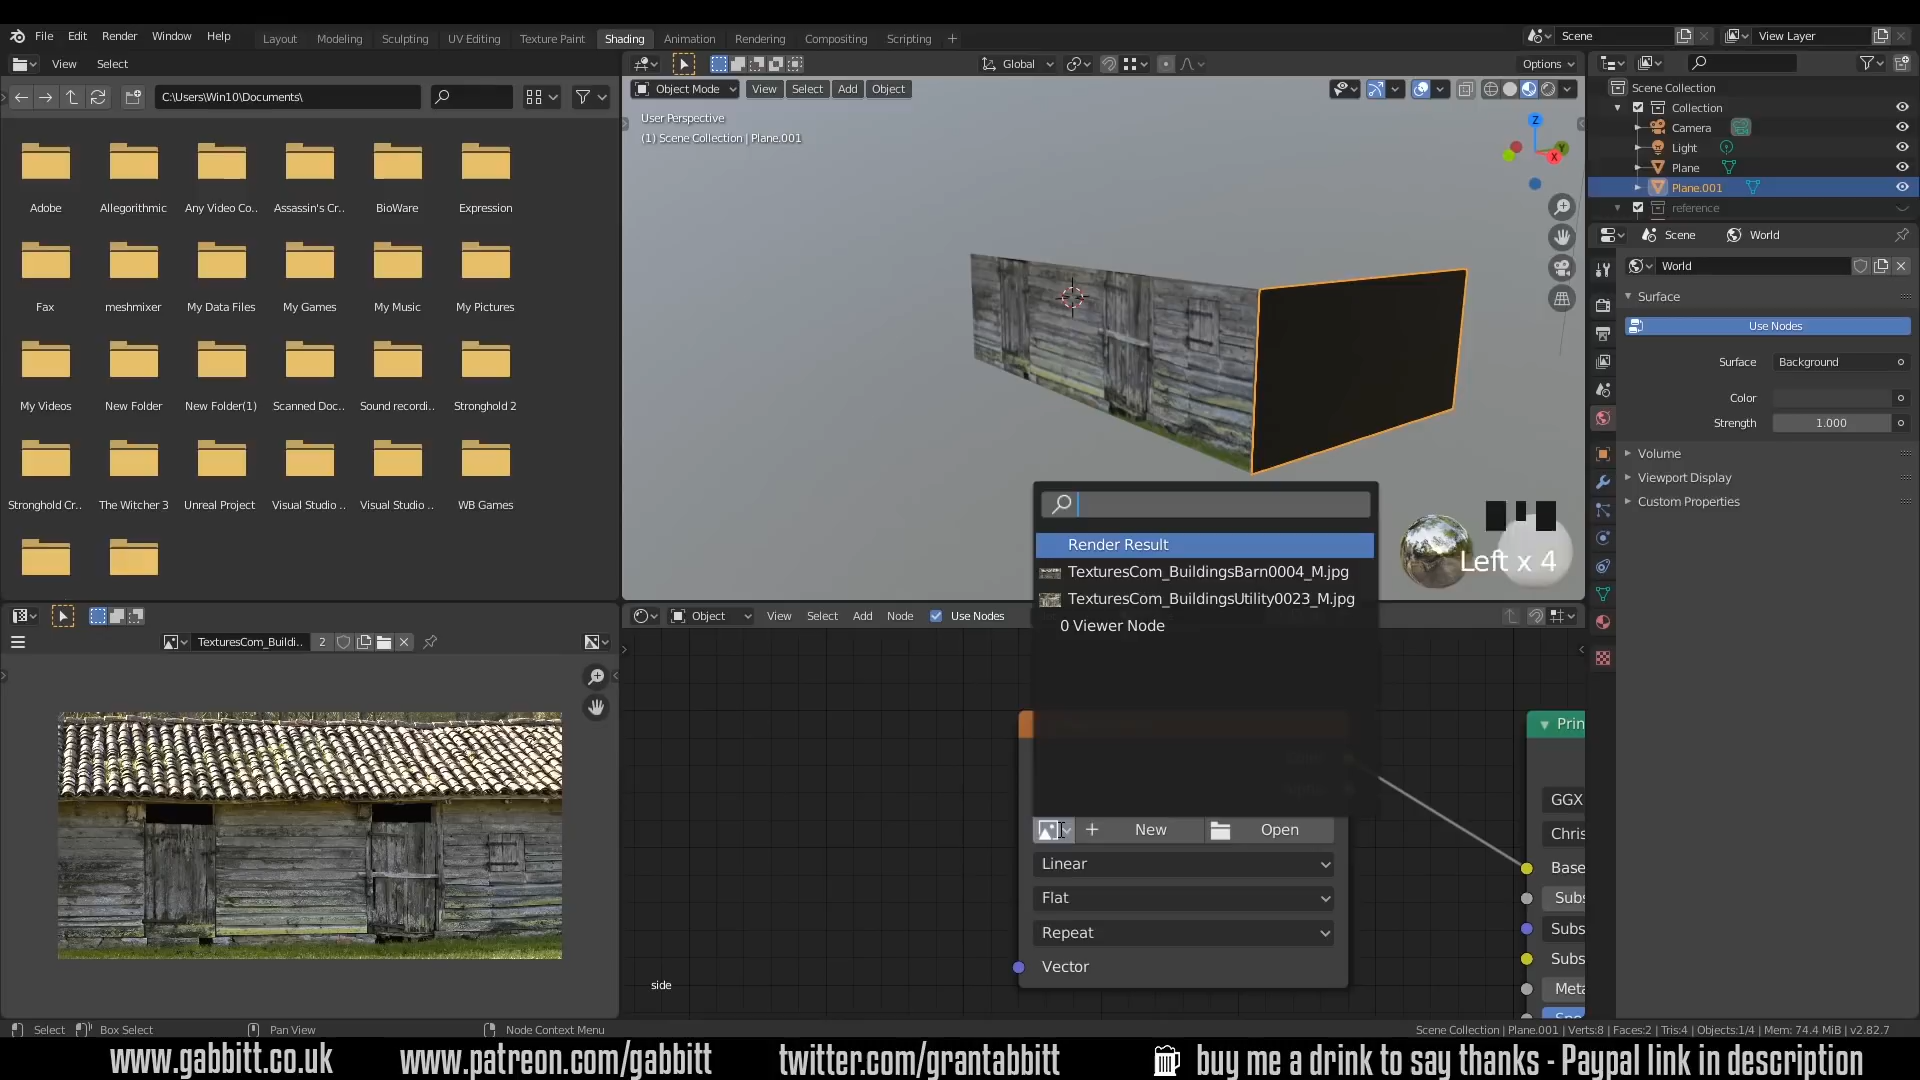 File Edit Render Window Help
Layout Modeling Sculpting UV Editing Texture Paint Shading Animation Rendering Compositing Scripting
Scene
View Layer
View Select
Global
Options
C:\Users\Win10\Documents\
Object Mode View Select Add Object
User Perspective
(1) Scene Collection | Plane.001
Z
Y
X
Scene Collection
Collection
Camera
Light
Plane
Plane.001
reference
Adobe Allegorithmic Any Video Co.. Assassin's Cr.. BioWare Expression
Fax meshmixer My Data Files My Games My Music My Pictures
My Videos New Folder New Folder(1) Scanned Doc.. Sound recordi.. Stronghold 2
Stronghold Cr.. The Witcher 3 Unreal Project Visual Studio .. Visual Studio .. WB Games
Scene World
World
Surface
Use Nodes
Surface Background
Color
Strength 1.000
Volume
Viewport Display
Custom Properties
Render Result
TexturesCom_BuildingsBarn0004_M.jpg
TexturesCom_BuildingsUtility0023_M.jpg
0 Viewer Node
Left x 4
Object View Select Add Node Use Nodes
TexturesCom_Buildi.. 2
New Open
Linear
Flat
Repeat
Vector
side
Prin
GGX
Chris
Base
Subs
Subs
Subs
Meta
Spe
Select Box Select Pan View Node Context Menu
Scene Collection | Plane.001 | Verts:8 | Faces:2 | Tris:4 | Objects:1/4 | Mem: 74.4 MiB | v2.82.7
www.gabbitt.co.uk www.patreon.com/gabbitt twitter.com/grantabbitt buy me a drink to say thanks - Paypal link in description